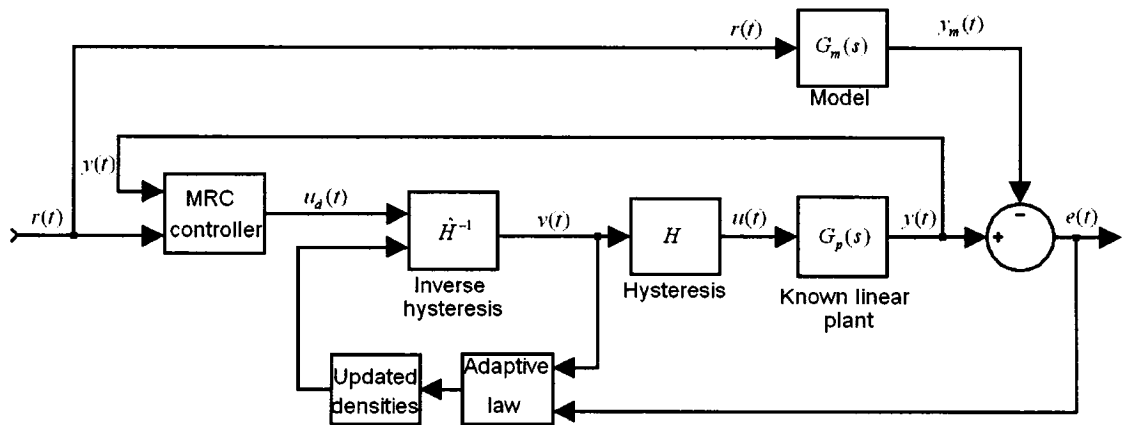 r(t)
G_m(s)
y_m(t)
Model
y(t)
r(t)
MRC
controller
u_d(t)
Ĥ⁻¹
Inverse
hysteresis
v(t)
H
Hysteresis
u(t)
G_p(s)
Known linear
plant
y(t)
-
+
e(t)
Updated
densities
Adaptive
law